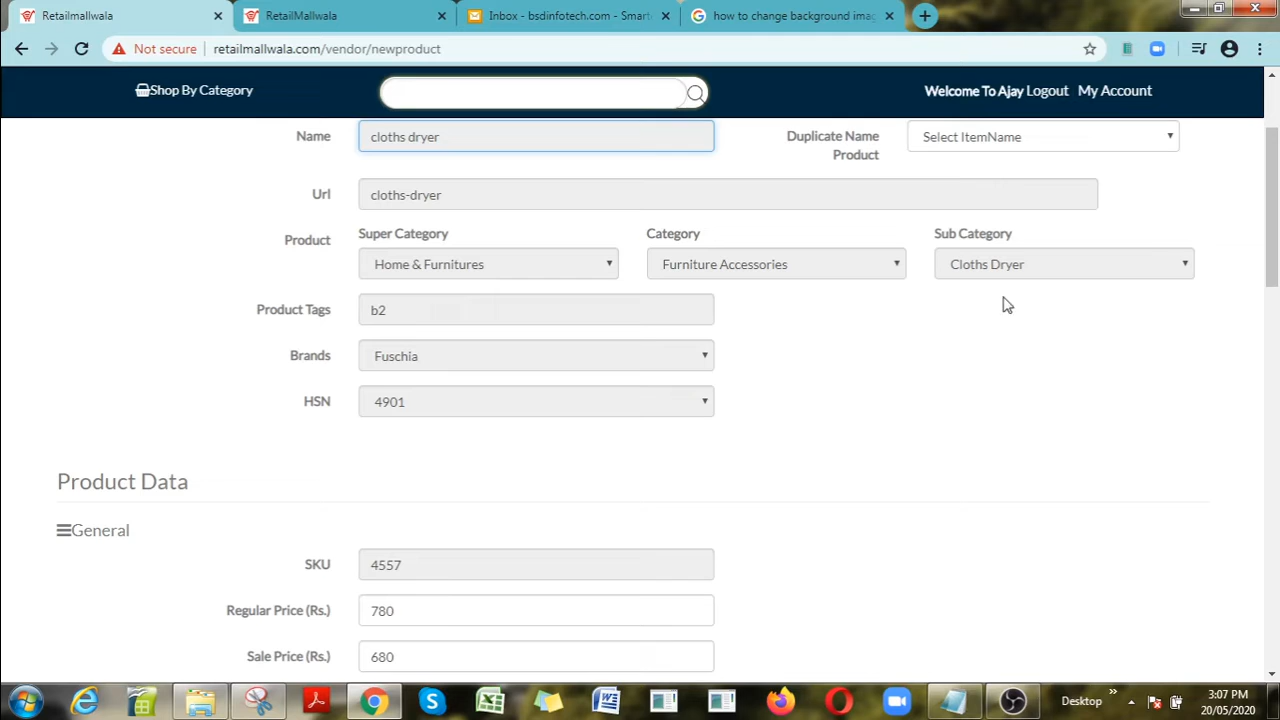 Retailmallwala
RetailMallwala
Inbox - bsdinfotech.com - Smart
how to change background ima
Not secure
retailmallwala.com/vendor/newproduct
Shop By Category
Welcome To Ajay Logout My Account
Name
cloths dryer
Duplicate Name
Product
Select ItemName
Url
cloths-dryer
Product
Super Category
Category
Sub Category
Home & Furnitures
Furniture Accessories
Cloths Dryer
Product Tags
b2
Brands
Fuschia
HSN
4901
Product Data
General
SKU
4557
Regular Price (Rs.)
780
Sale Price (Rs.)
680
Desktop
3:07 PM
20/05/2020